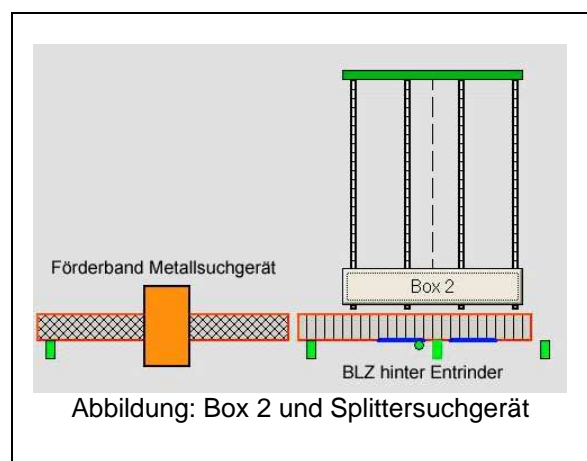 Box 2
Förderband Metallsuchgerät
BLZ hinter Entrinder
Abbildung: Box 2 und Splittersuchgerät